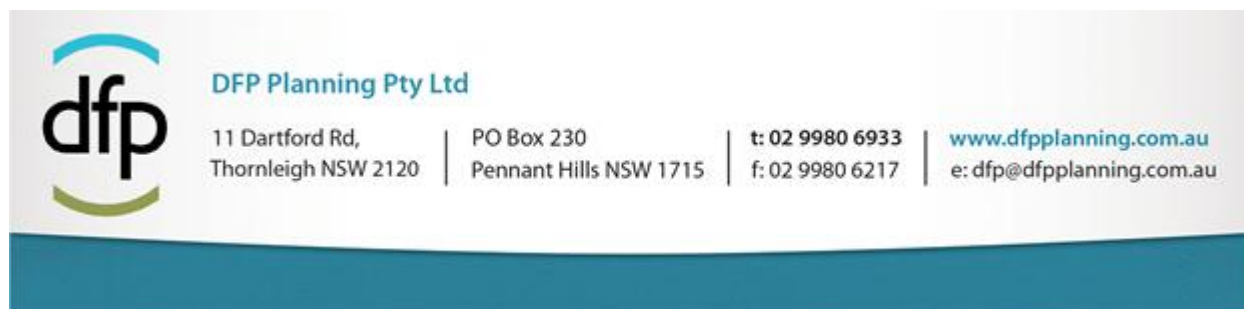 dfp
DFP Planning Pty Ltd
11 Dartford Rd,
Thornleigh NSW 2120
PO Box 230
Pennant Hills NSW 1715
t: 02 9980 6933
f: 02 9980 6217
www.dfpplanning.com.au
e: dfp@dfpplanning.com.au